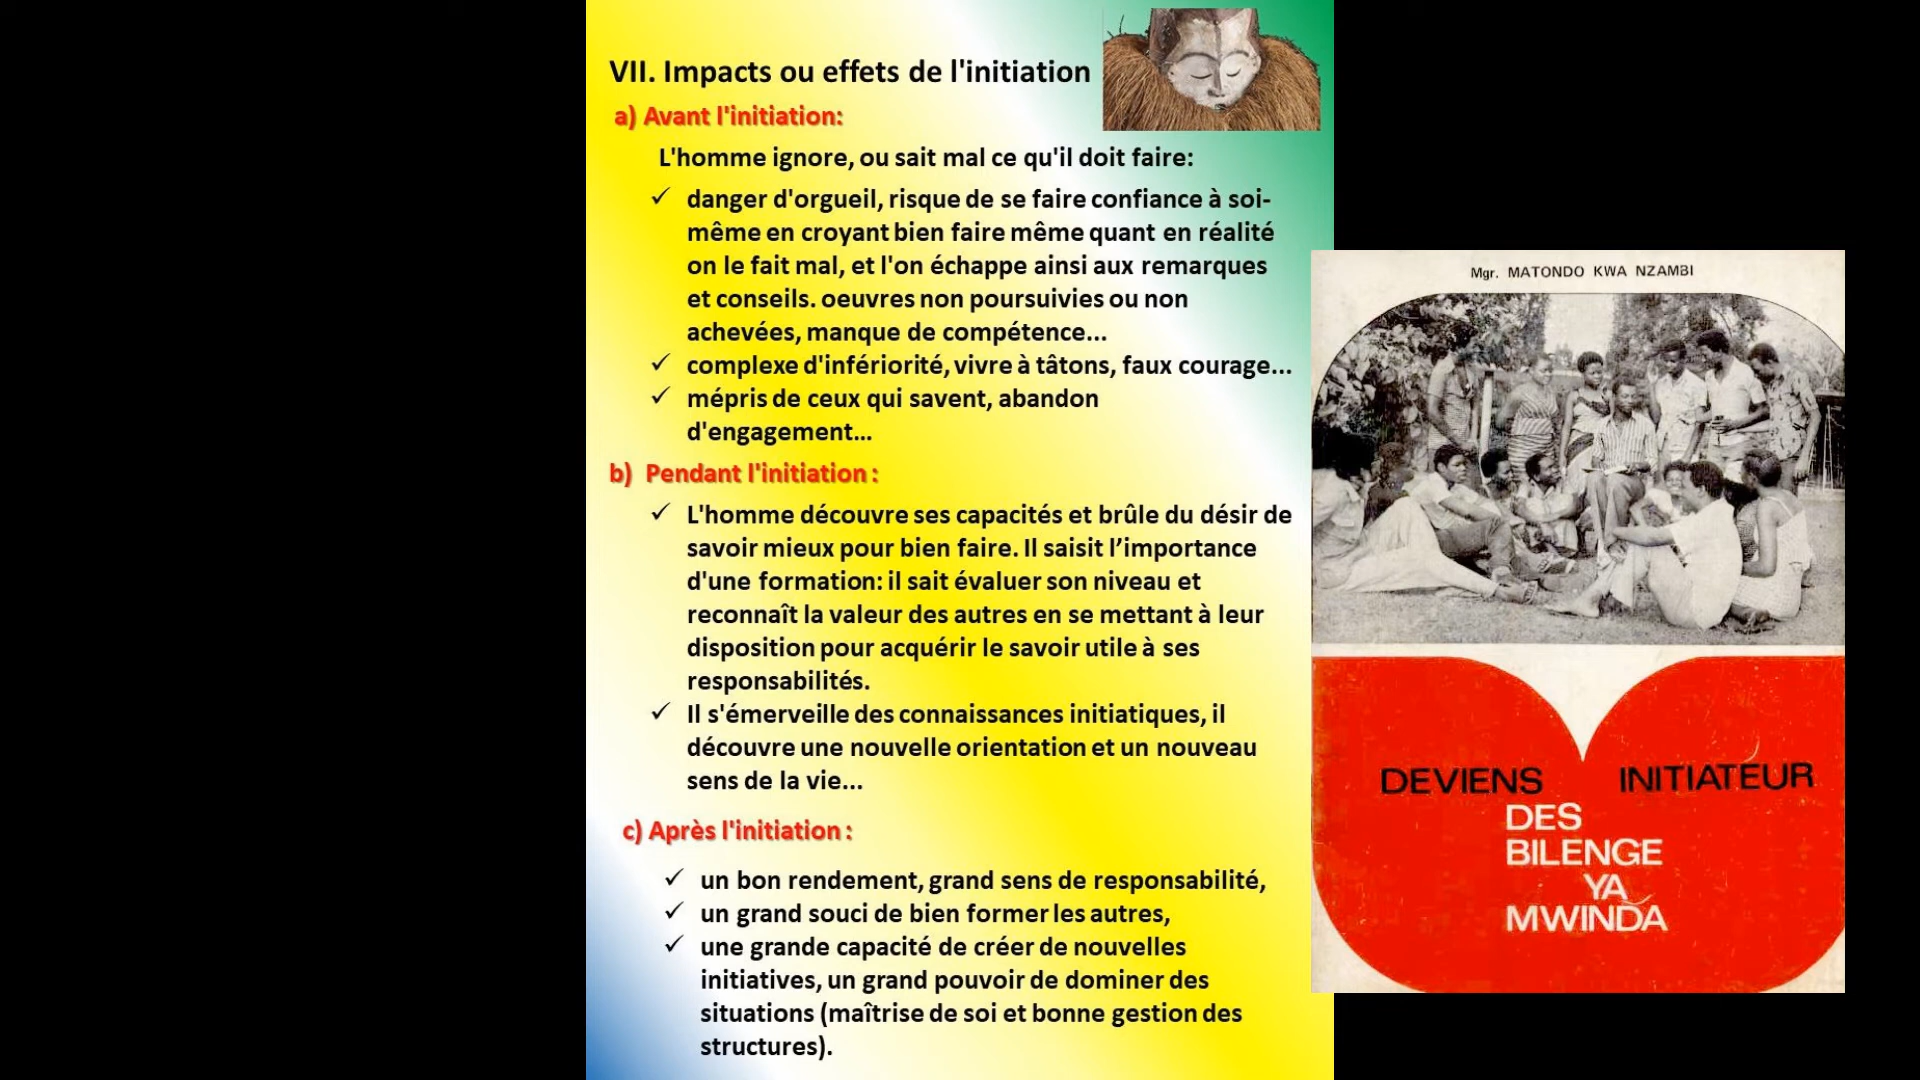 VII. Impacts ou effets de l'initiation
a) Avant l'initiation:
L'homme ignore, ou sait mal ce qu'il doit faire:
✓ danger d'orgueil, risque de se faire confiance à soi-
même en croyant bien faire même quant en réalité
on le fait mal, et l'on échappe ainsi aux remarques
et conseils. oeuvres non poursuivies ou non
achevées, manque de compétence...
✓ complexe d'infériorité, vivre à tâtons, faux courage...
✓ mépris de ceux qui savent, abandon
d'engagement...
b) Pendant l'initiation :
✓ L'homme découvre ses capacités et brûle du désir de
savoir mieux pour bien faire. Il saisit l’importance
d'une formation: il sait évaluer son niveau et
reconnaît la valeur des autres en se mettant à leur
disposition pour acquérir le savoir utile à ses
responsabilités.
✓ Il s'émerveille des connaissances initiatiques, il
découvre une nouvelle orientation et un nouveau
sens de la vie...
c) Après l'initiation :
✓ un bon rendement, grand sens de responsabilité,
✓ un grand souci de bien former les autres,
✓ une grande capacité de créer de nouvelles
initiatives, un grand pouvoir de dominer des
situations (maîtrise de soi et bonne gestion des
structures).
Mgr. MATONDO KWA NZAMBI
DEVIENS INITIATEUR
DES
BILENGE
YA
MWINDA